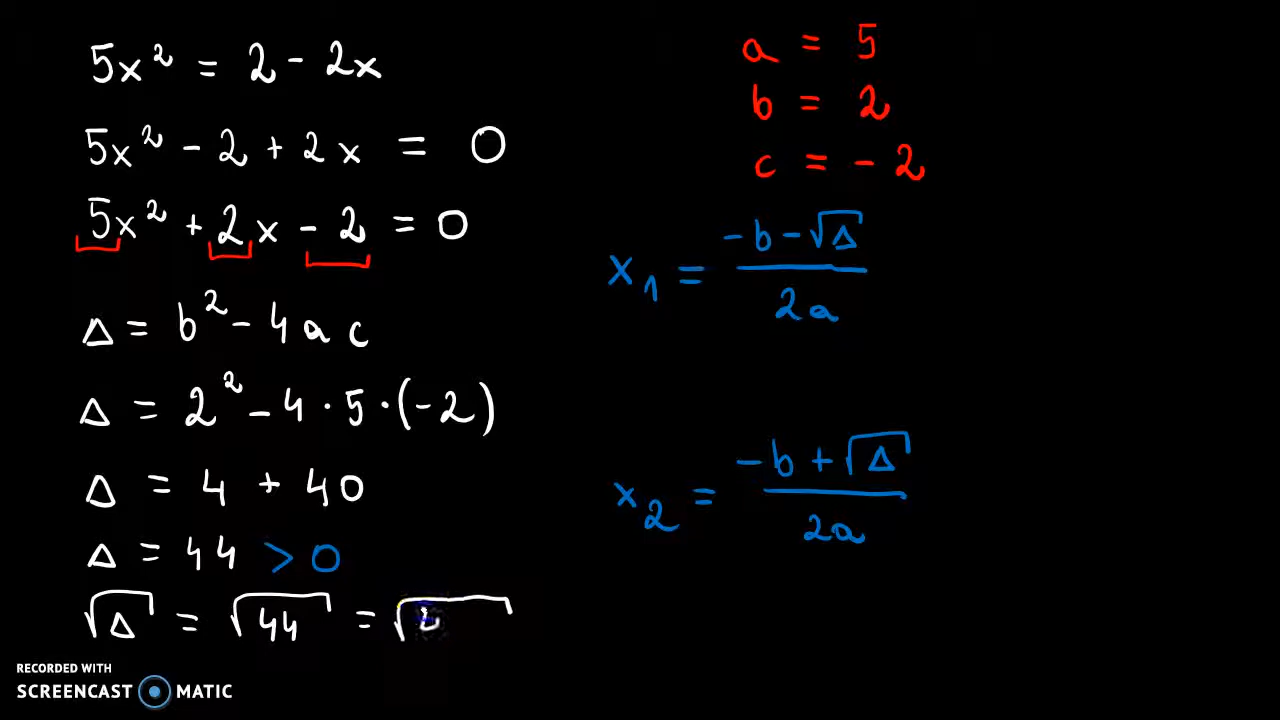 5x² = 2 - 2x
5x² - 2 + 2x = 0
5x² + 2x - 2 = 0
Δ = b² - 4ac
Δ = 2² - 4 · 5 · (-2)
Δ = 4 + 40
Δ = 44 > 0
√Δ = √44 = √
a = 5
b = 2
c = -2
x₁ = (-b - √Δ) / 2a
x₂ = (-b + √Δ) / 2a
RECORDED WITH
SCREENCAST MATIC